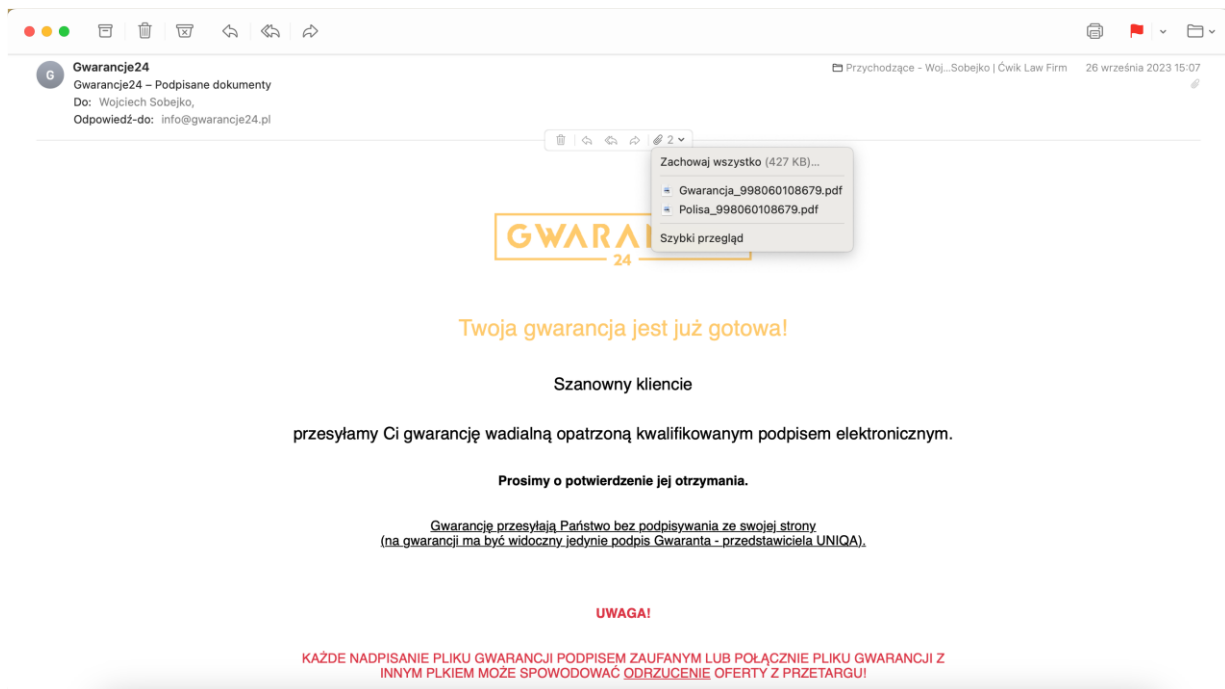 Gwarancje24
Gwarancje24 – Podpisane dokumenty
Do: Wojciech Sobejko,
Odpowiedź-do: info@gwarancje24.pl
Przychodzące - Woj...Sobejko | Ćwik Law Firm 26 września 2023 15:07
G
2
Zachowaj wszystko (427 KB)...
Gwarancja_998060108679.pdf
Polisa_998060108679.pdf
Szybki przegląd
GWARA
24
Twoja gwarancja jest już gotowa!
Szanowny kliencie
przesyłamy Ci gwarancję wadialną opatrzoną kwalifikowanym podpisem elektronicznym.
Prosimy o potwierdzenie jej otrzymania.
Gwarancję przesyłają Państwo bez podpisywania ze swojej strony
(na gwarancji ma być widoczny jedynie podpis Gwaranta - przedstawiciela UNIQA).
UWAGA!
KAŻDE NADPISANIE PLIKU GWARANCJI PODPISEM ZAUFANYM LUB POŁĄCZNIE PLIKU GWARANCJI Z
INNYM PLKIEM MOŻE SPOWODOWAĆ ODRZUCENIE OFERTY Z PRZETARGU!